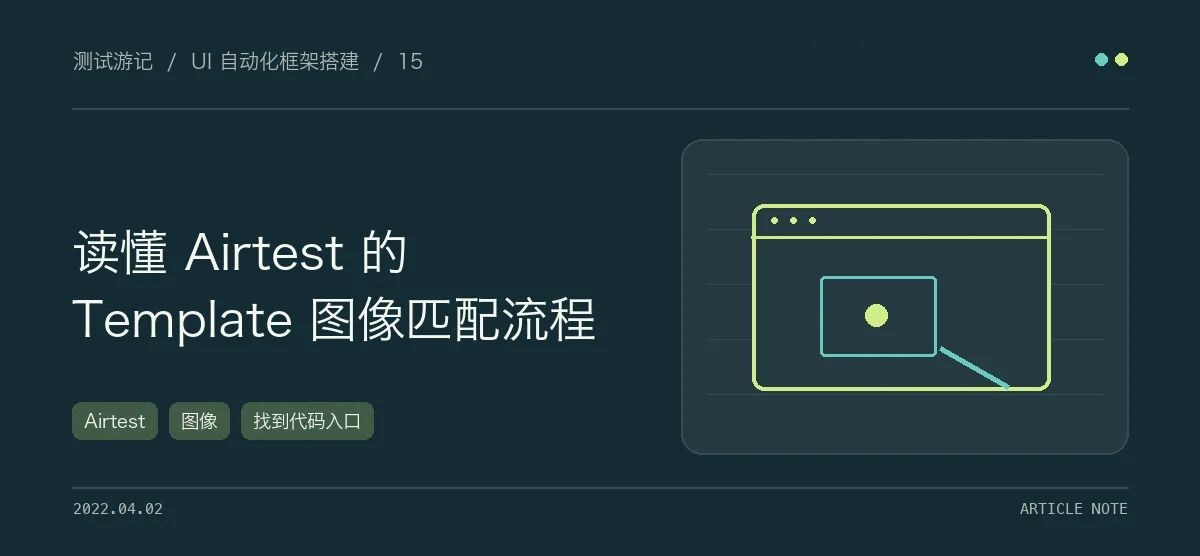 测试游记 / UI 自动化框架搭建 / 15
读懂 Airtest 的
Template 图像匹配流程
Airtest 图像 找到代码入口
2022.04.02
ARTICLE NOTE